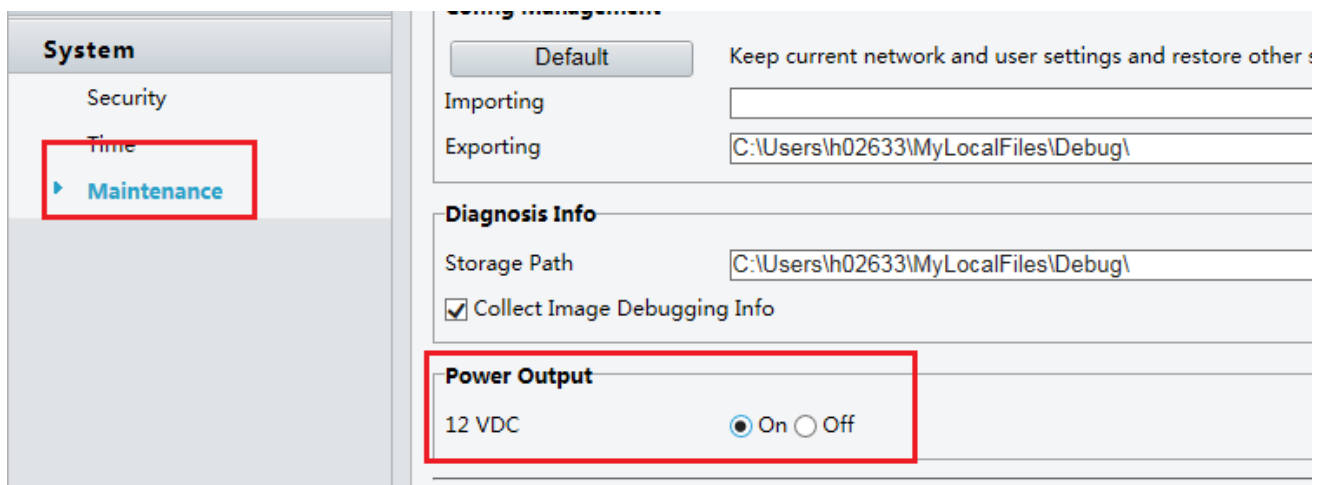 System
Security
Time
Maintenance
Config Management
Default Keep current network and user settings and restore other
Importing
Exporting C:\Users\h02633\MyLocalFiles\Debug\
Diagnosis Info
Storage Path C:\Users\h02633\MyLocalFiles\Debug\
Collect Image Debugging Info
Power Output
12 VDC On Off